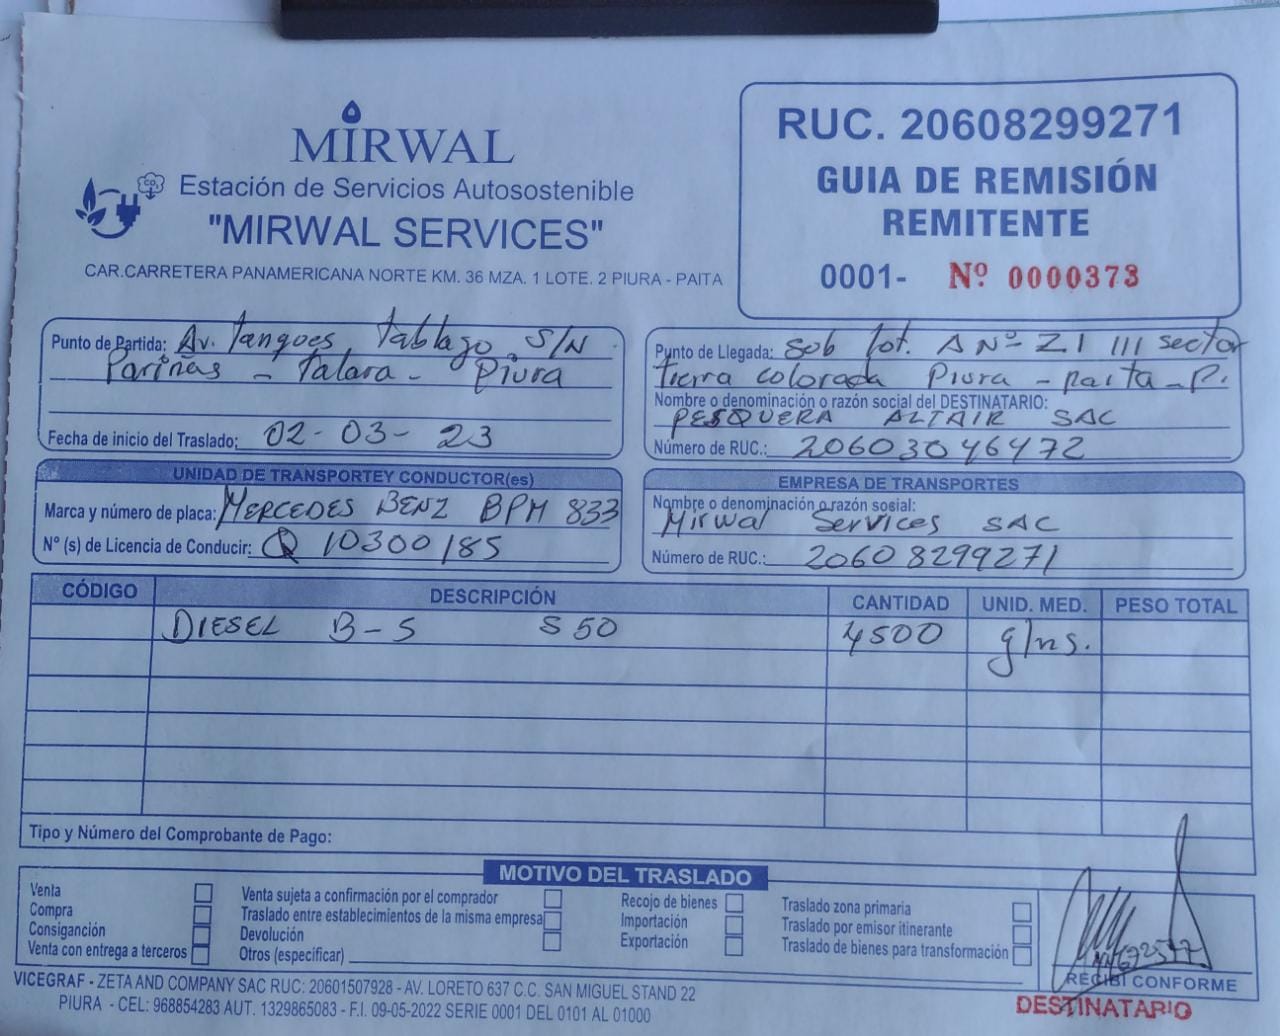 MIRWAL
Estación de Servicios Autosostenible
"MIRWAL SERVICES"
CAR.CARRETERA PANAMERICANA NORTE KM. 36 MZA. 1 LOTE. 2 PIURA - PAITA
CO2
RUC. 20608299271
GUIA DE REMISIÓN
REMITENTE
0001- Nº 0000373
Punto de Partida: Av. Tanques Tablazo S/N
Pariñas - Talara - Piura
Fecha de inicio del Traslado: 02-03-23
Punto de Llegada: Sob lot. A Nº Z1 III sector
tierra colorada Piura - paita - P.
Nombre o denominación o razón social del DESTINATARIO:
PESQUERA ALTAIR SAC
Número de RUC.: 20603046472
UNIDAD DE TRANSPORTEY CONDUCTOR(es)
Marca y número de placa: MERCEDES BENZ BPM 833
Nº (s) de Licencia de Conducir: Q 10300185
EMPRESA DE TRANSPORTES
Nombre o denominación o razón social:
Mirwal Services SAC
Número de RUC.: 20608299271
CÓDIGO DESCRIPCIÓN CANTIDAD UNID. MED. PESO TOTAL
DIESEL B-5 S 50 4500 glns.
Tipo y Número del Comprobante de Pago:
MOTIVO DEL TRASLADO
Venta
Compra
Consiganción
Venta con entrega a terceros
Venta sujeta a confirmación por el comprador
Traslado entre establecimientos de la misma empresa
Devolución
Otros (especificar)
Recojo de bienes
Importación
Exportación
Traslado zona primaria
Traslado por emisor itinerante
Traslado de bienes para transformación
RECIBI CONFORME
DESTINATARIO
VICEGRAF - ZETA AND COMPANY SAC RUC: 20601507928 - AV. LORETO 637 C.C. SAN MIGUEL STAND 22
PIURA - CEL: 968854283 AUT. 1329865083 - F.I. 09-05-2022 SERIE 0001 DEL 0101 AL 01000